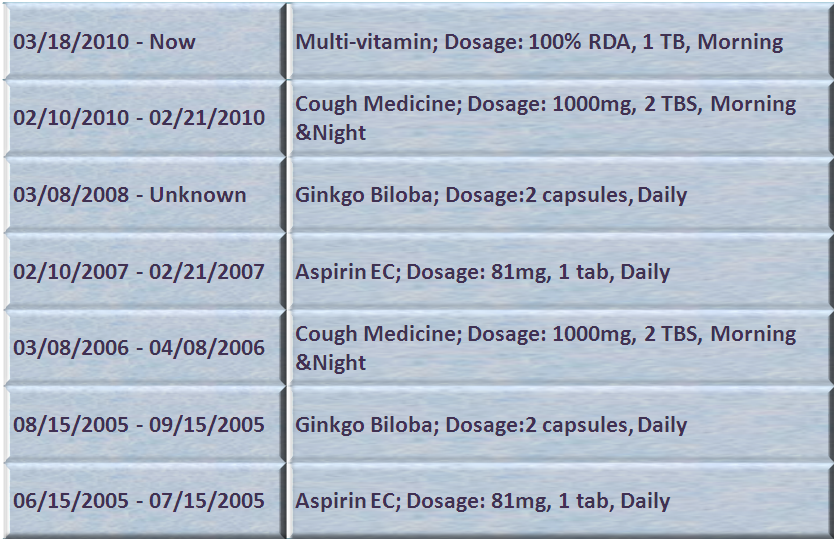 03/18/2010 - Now
Multi-vitamin; Dosage: 100% RDA, 1 TB, Morning
02/10/2010 - 02/21/2010
Cough Medicine; Dosage: 1000mg, 2 TBS, Morning
&Night
03/08/2008 - Unknown
Ginkgo Biloba; Dosage:2 capsules, Daily
02/10/2007 - 02/21/2007
Aspirin EC; Dosage: 81mg, 1 tab, Daily
03/08/2006 - 04/08/2006
Cough Medicine; Dosage: 1000mg, 2 TBS, Morning
&Night
08/15/2005 - 09/15/2005
Ginkgo Biloba; Dosage:2 capsules, Daily
06/15/2005 - 07/15/2005
Aspirin EC; Dosage: 81mg, 1 tab, Daily